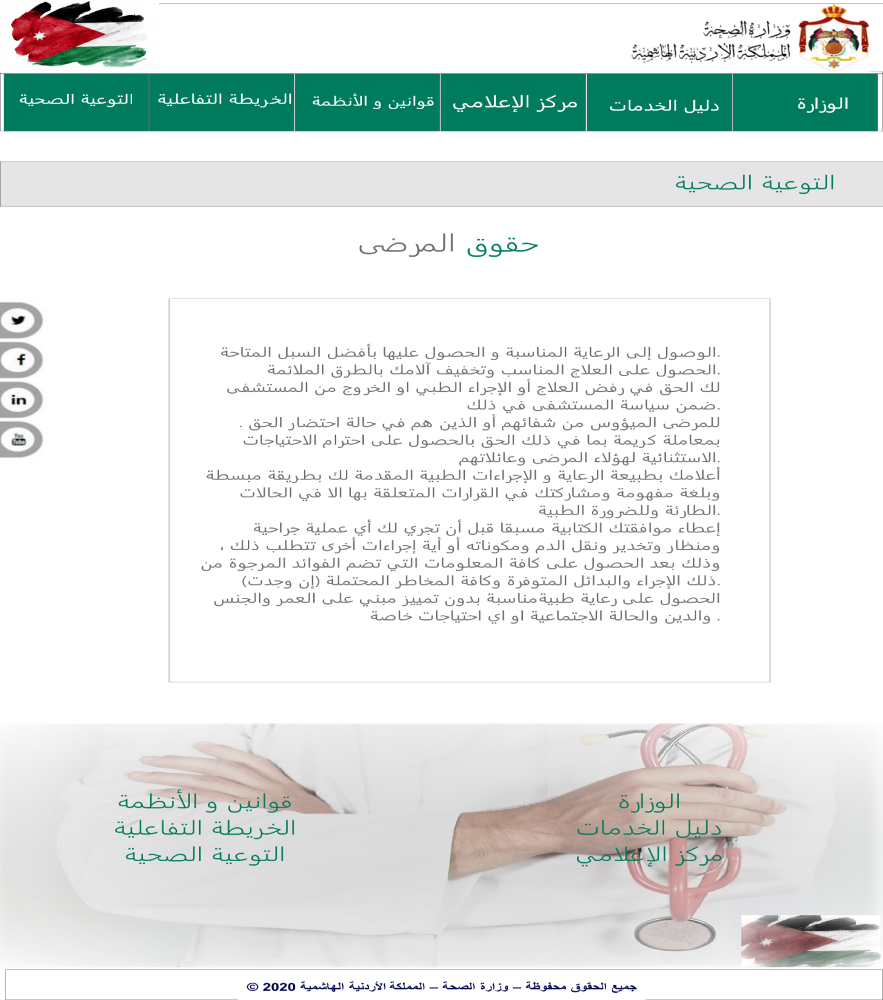 وزارة الصحة
المملكة الأردنية الهاشمية
الوزارة
دليل الخدمات
مركز الإعلامي
قوانين و الأنظمة
الخريطة التفاعلية
التوعية الصحية
التوعية الصحية
حقوق المرضى
الوصول إلى الرعاية المناسبة و الحصول عليها بأفضل السبل المتاحة.
الحصول على العلاج المناسب وتخفيف آلامك بالطرق الملائمة.
لك الحق في رفض العلاج أو الإجراء الطبي او الخروج من المستشفى
ضمن سياسة المستشفى في ذلك.
للمرضى الميؤوس من شفائهم أو الذين هم في حالة احتضار الحق .
بمعاملة كريمة بما في ذلك الحق بالحصول على احترام الاحتياجات
الاستثنائية لهؤلاء المرضى وعائلاتهم.
أعلامك بطبيعة الرعاية و الإجراءات الطبية المقدمة لك بطريقة مبسطة
وبلغة مفهومة ومشاركتك في القرارات المتعلقة بها الا في الحالات
الطارئة وللضرورة الطبية.
إعطاء موافقتك الكتابية مسبقا قبل أن تجري لك أي عملية جراحية
ومنظار وتخدير ونقل الدم ومكوناته أو أية إجراءات أخرى تتطلب ذلك ،
وذلك بعد الحصول على كافة المعلومات التي تضم الفوائد المرجوة من
ذلك الإجراء والبدائل المتوفرة وكافة المخاطر المحتملة (إن وجدت).
الحصول على رعاية طبيةمناسبة بدون تمييز مبني على العمر والجنس
والدين والحالة الاجتماعية او اي احتياجات خاصة .
f
in
You
Tube
الوزارة
دليل الخدمات
مركز الإعلامي
قوانين و الأنظمة
الخريطة التفاعلية
التوعية الصحية
جميع الحقوق محفوظة – وزارة الصحة – المملكة الأردنية الهاشمية 2020 ©